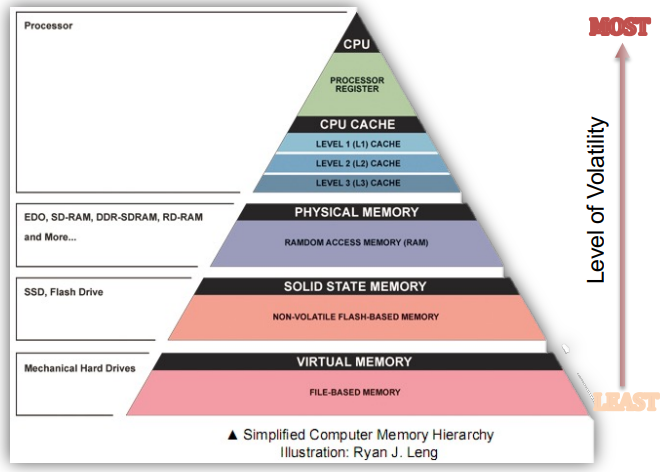 Processor
CPU
PROCESSOR
REGISTER
CPU CACHE
LEVEL 1 (L1) CACHE
LEVEL 2 (L2) CACHE
LEVEL 3 (L3) CACHE
EDO, SD-RAM, DDR-SDRAM, RD-RAM
and More...
PHYSICAL MEMORY
RAMDOM ACCESS MEMORY (RAM)
SSD, Flash Drive
SOLID STATE MEMORY
NON-VOLATILE FLASH-BASED MEMORY
Mechanical Hard Drives
VIRTUAL MEMORY
FILE-BASED MEMORY
▲ Simplified Computer Memory Hierarchy
Illustration: Ryan J. Leng
MOST
Level of Volatility
LEAST